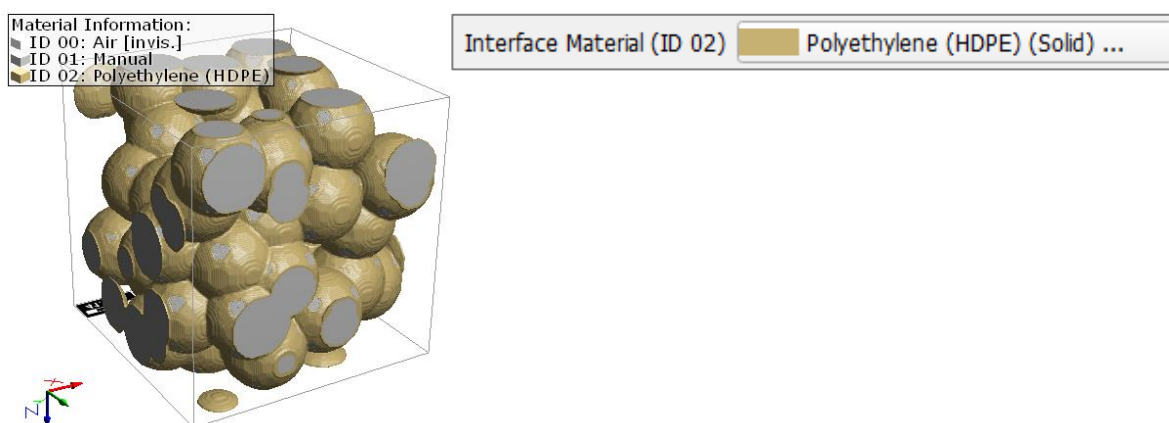 Material Information:
ID 00: Air [invis.]
ID 01: Manual
ID 02: Polyethylene (HDPE)
Interface Material (ID 02) Polyethylene (HDPE) (Solid) ...
X
Z